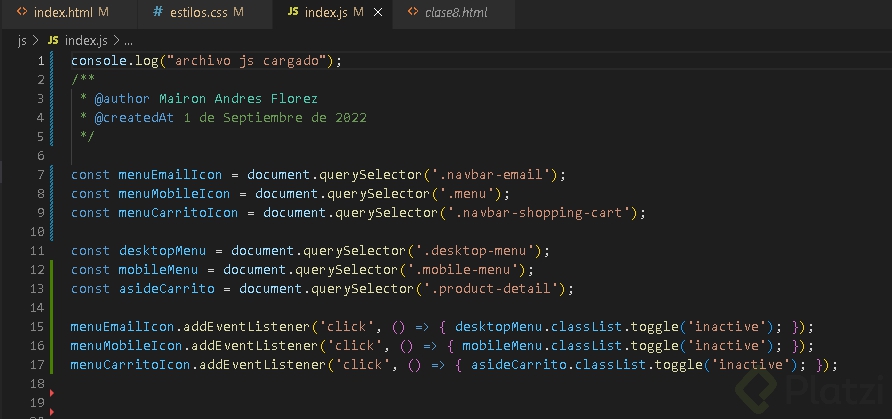 index.html M estilos.css M index.js M clase8.html
js > index.js > ...
1 console.log("archivo js cargado");
2 /**
3 * @author Mairon Andres Florez
4 * @createdAt 1 de Septiembre de 2022
5 */
6
7 const menuEmailIcon = document.querySelector('.navbar-email');
8 const menuMobileIcon = document.querySelector('.menu');
9 const menuCarritoIcon = document.querySelector('.navbar-shopping-cart');
10
11 const desktopMenu = document.querySelector('.desktop-menu');
12 const mobileMenu = document.querySelector('.mobile-menu');
13 const asideCarrito = document.querySelector('.product-detail');
14
15 menuEmailIcon.addEventListener('click', () => { desktopMenu.classList.toggle('inactive'); });
16 menuMobileIcon.addEventListener('click', () => { mobileMenu.classList.toggle('inactive'); });
17 menuCarritoIcon.addEventListener('click', () => { asideCarrito.classList.toggle('inactive'); });
18
19
Platzi